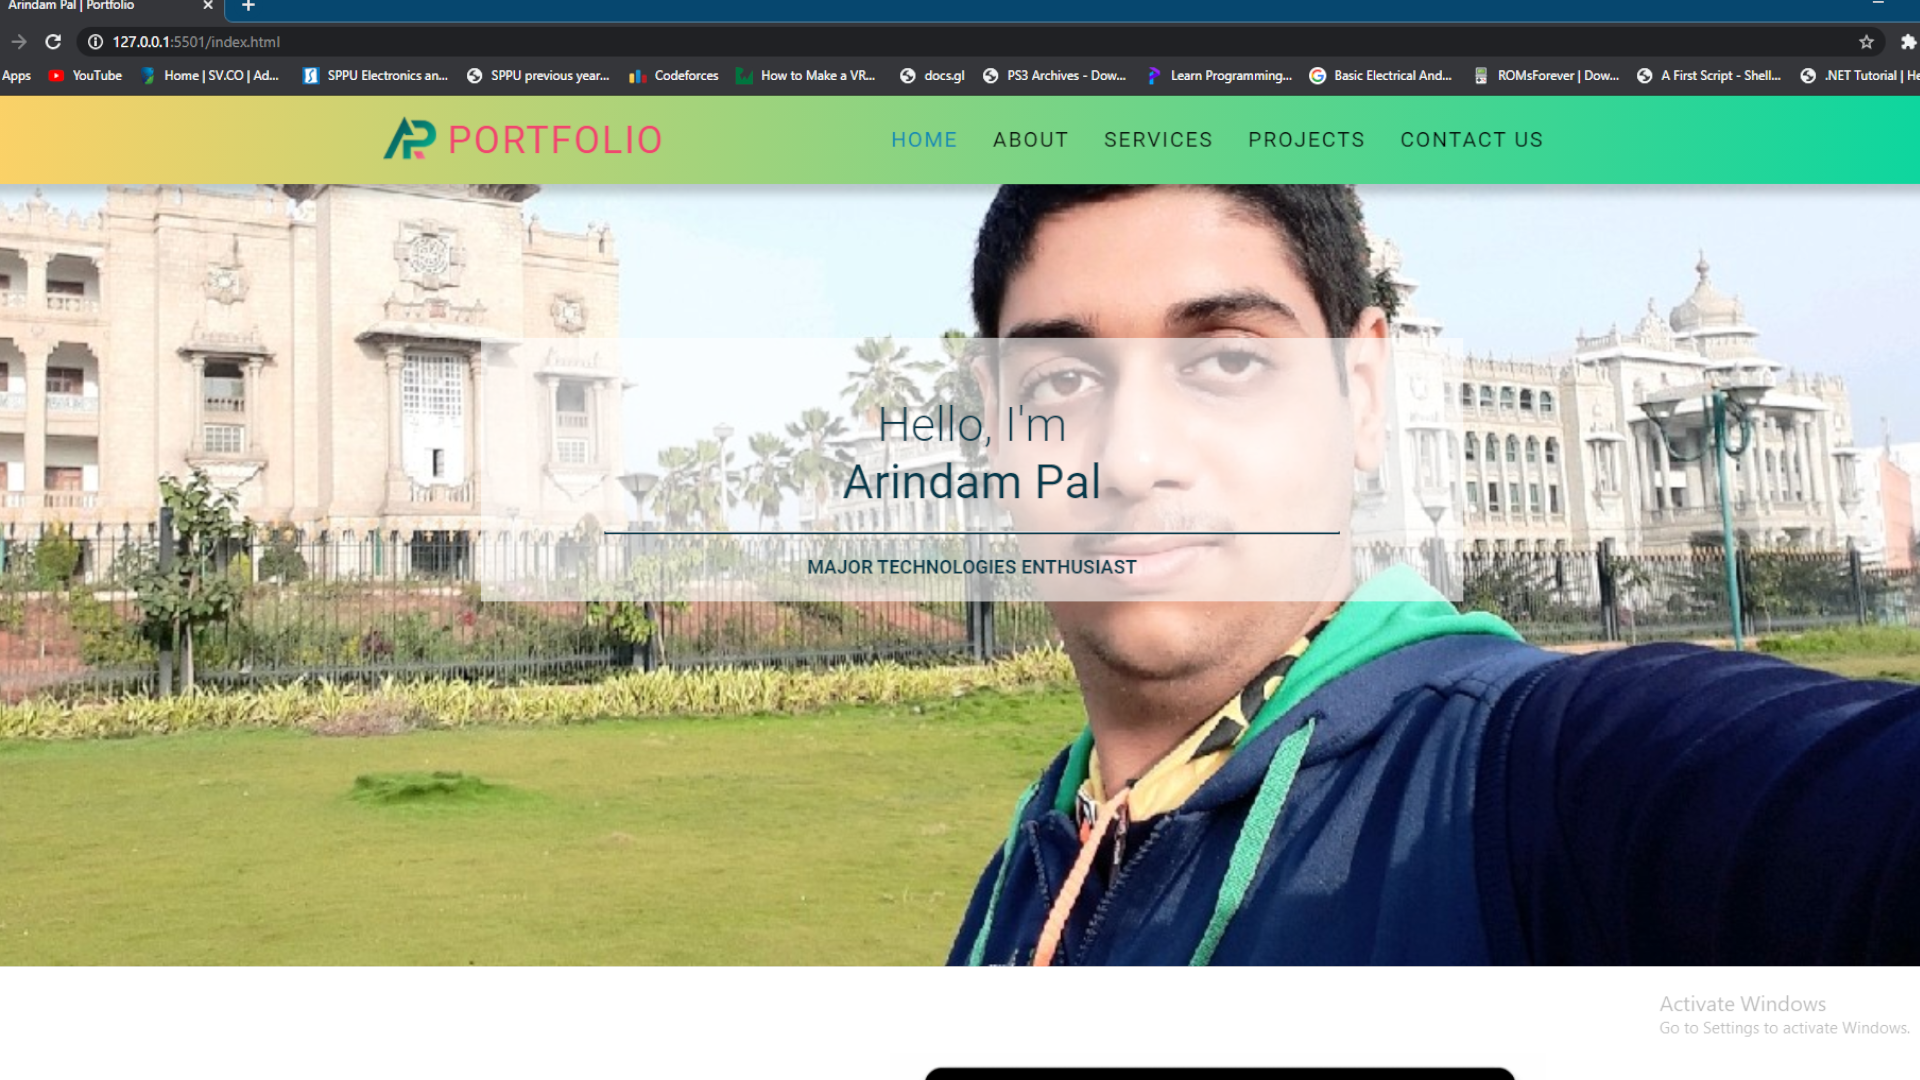 Arindam Pal | Portfolio
127.0.0.1:5501/index.html
Apps YouTube Home | SV.CO | Ad... SPPU Electronics an... SPPU previous year... Codeforces How to Make a VR... docs.gl PS3 Archives - Dow... Learn Programming... Basic Electrical And... ROMsForever | Dow... A First Script - Shell... .NET Tutorial | He
PORTFOLIO HOME ABOUT SERVICES PROJECTS CONTACT US
Hello, I'm
Arindam Pal
MAJOR TECHNOLOGIES ENTHUSIAST
Activate Windows
Go to Settings to activate Windows.